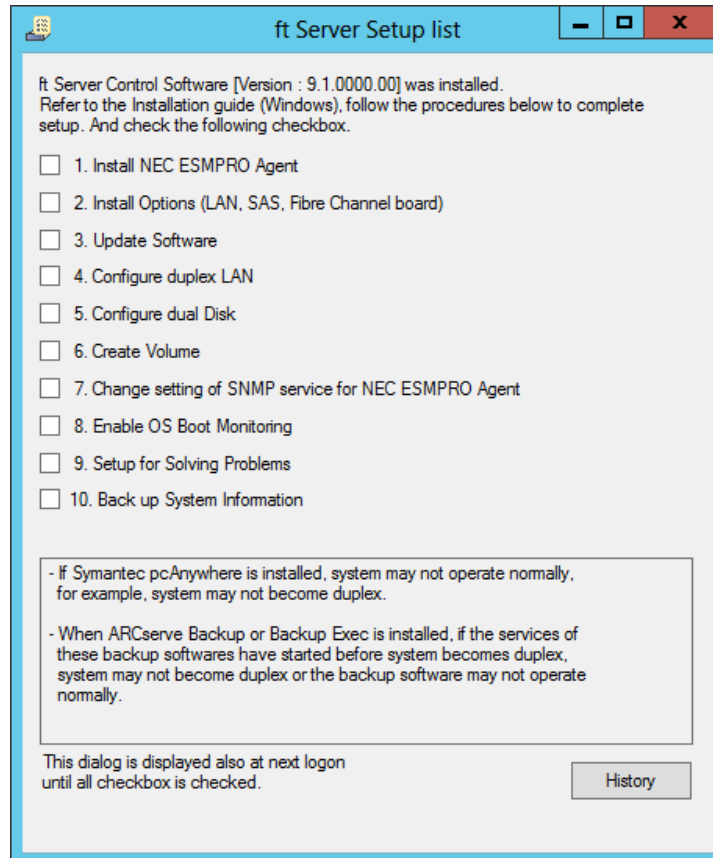 ft Server Setup list
ft Server Control Software [Version : 9.1.0000.00] was installed.
Refer to the Installation guide (Windows), follow the procedures below to complete
setup. And check the following checkbox.
1. Install NEC ESMPRO Agent
2. Install Options (LAN, SAS, Fibre Channel board)
3. Update Software
4. Configure duplex LAN
5. Configure dual Disk
6. Create Volume
7. Change setting of SNMP service for NEC ESMPRO Agent
8. Enable OS Boot Monitoring
9. Setup for Solving Problems
10. Back up System Information
- If Symantec pcAnywhere is installed, system may not operate normally,
for example, system may not become duplex.
- When ARCserve Backup or Backup Exec is installed, if the services of
these backup softwares have started before system becomes duplex,
system may not become duplex or the backup software may not operate
normally.
This dialog is displayed also at next logon
until all checkbox is checked.
History